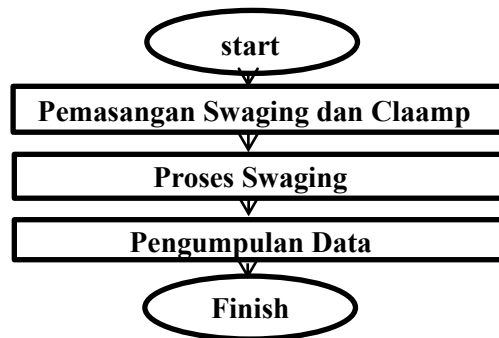 start
Pemasangan Swaging dan Claamp
Proses Swaging
Pengumpulan Data
Finish